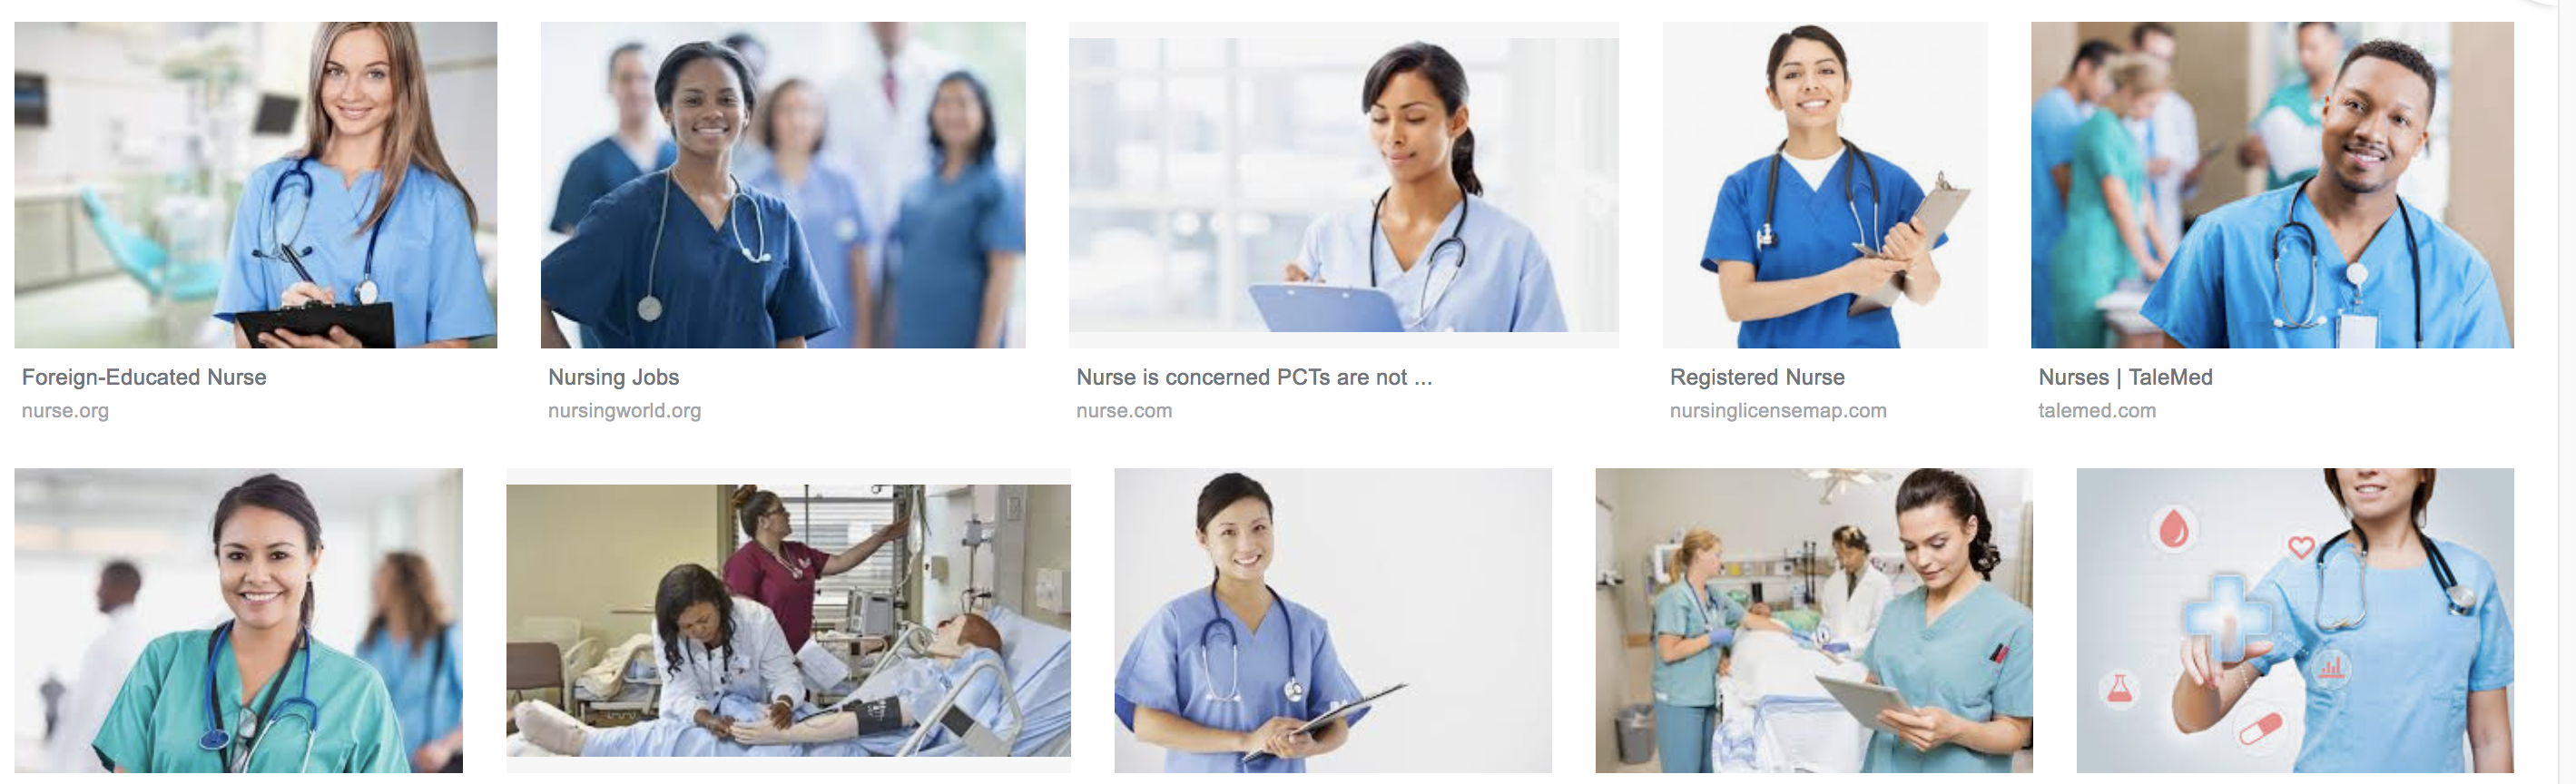 Foreign-Educated Nurse
nurse.org
Nursing Jobs
nursingworld.org
Nurse is concerned PCTs are not ...
nurse.com
Registered Nurse
nursinglicensemap.com
Nurses | TaleMed
talemed.com